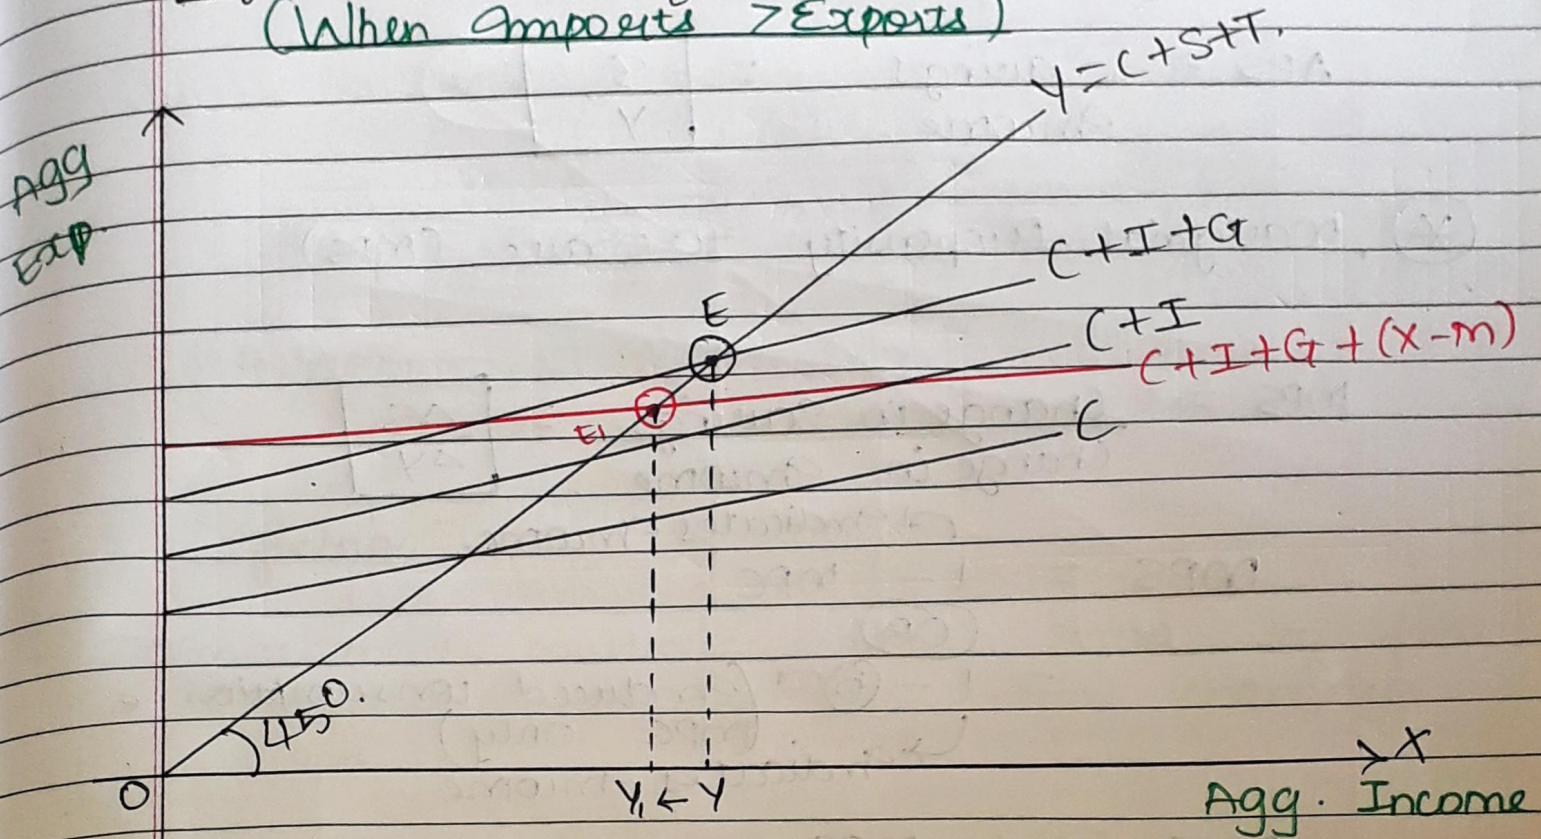 (When Imports > Exports)
Y = C+S+T.
Agg
Exp.
C+I+G
E
C+I
C+I+G+(X-M)
E1
C
45°.
X
O
Y1 ← Y
Agg. Income